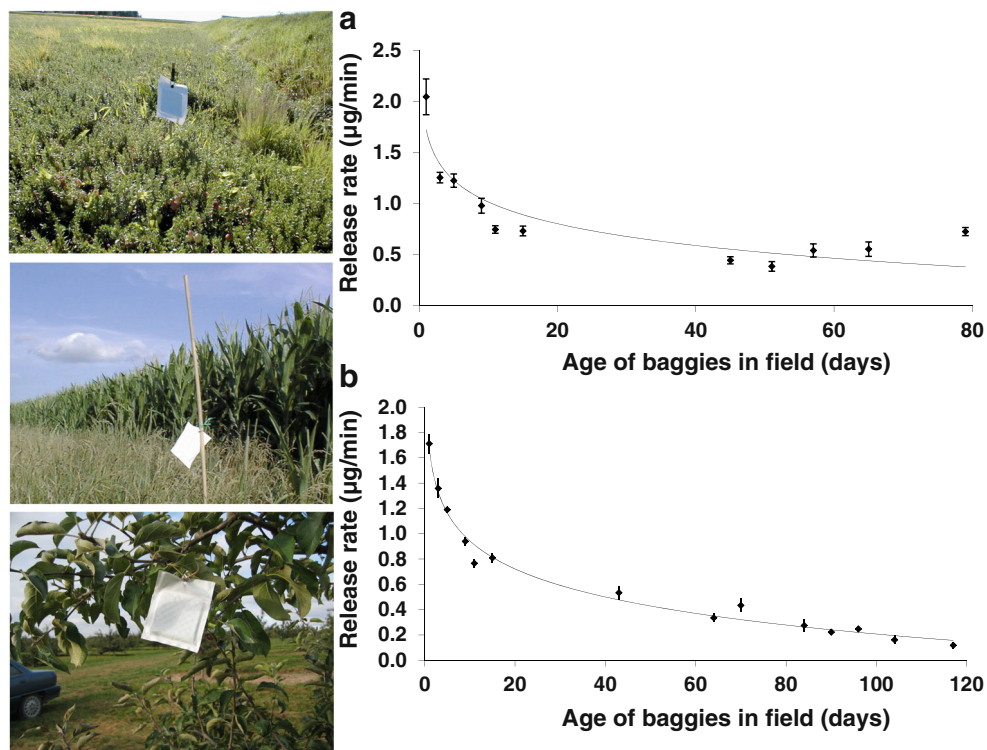 a
Release rate (µg/min)
2.5
2.0
1.5
1.0
0.5
0.0
0 20 40 60 80
Age of baggies in field (days)
b
Release rate (µg/min)
2.0
1.8
1.6
1.4
1.2
1.0
0.8
0.6
0.4
0.2
0.0
0 20 40 60 80 100 120
Age of baggies in field (days)